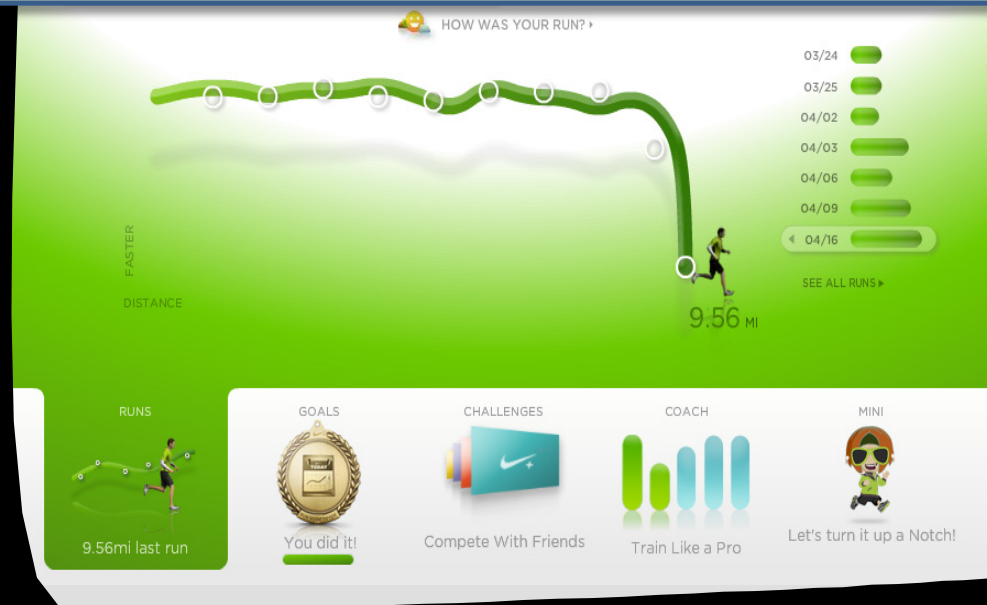 HOW WAS YOUR RUN?
03/24
03/25
04/02
04/03
04/06
04/09
04/16
SEE ALL RUNS
FASTER
DISTANCE
9.56 MI
RUNS
9.56mi last run
GOALS
You did it!
CHALLENGES
Compete With Friends
COACH
Train Like a Pro
MINI
Let's turn it up a Notch!